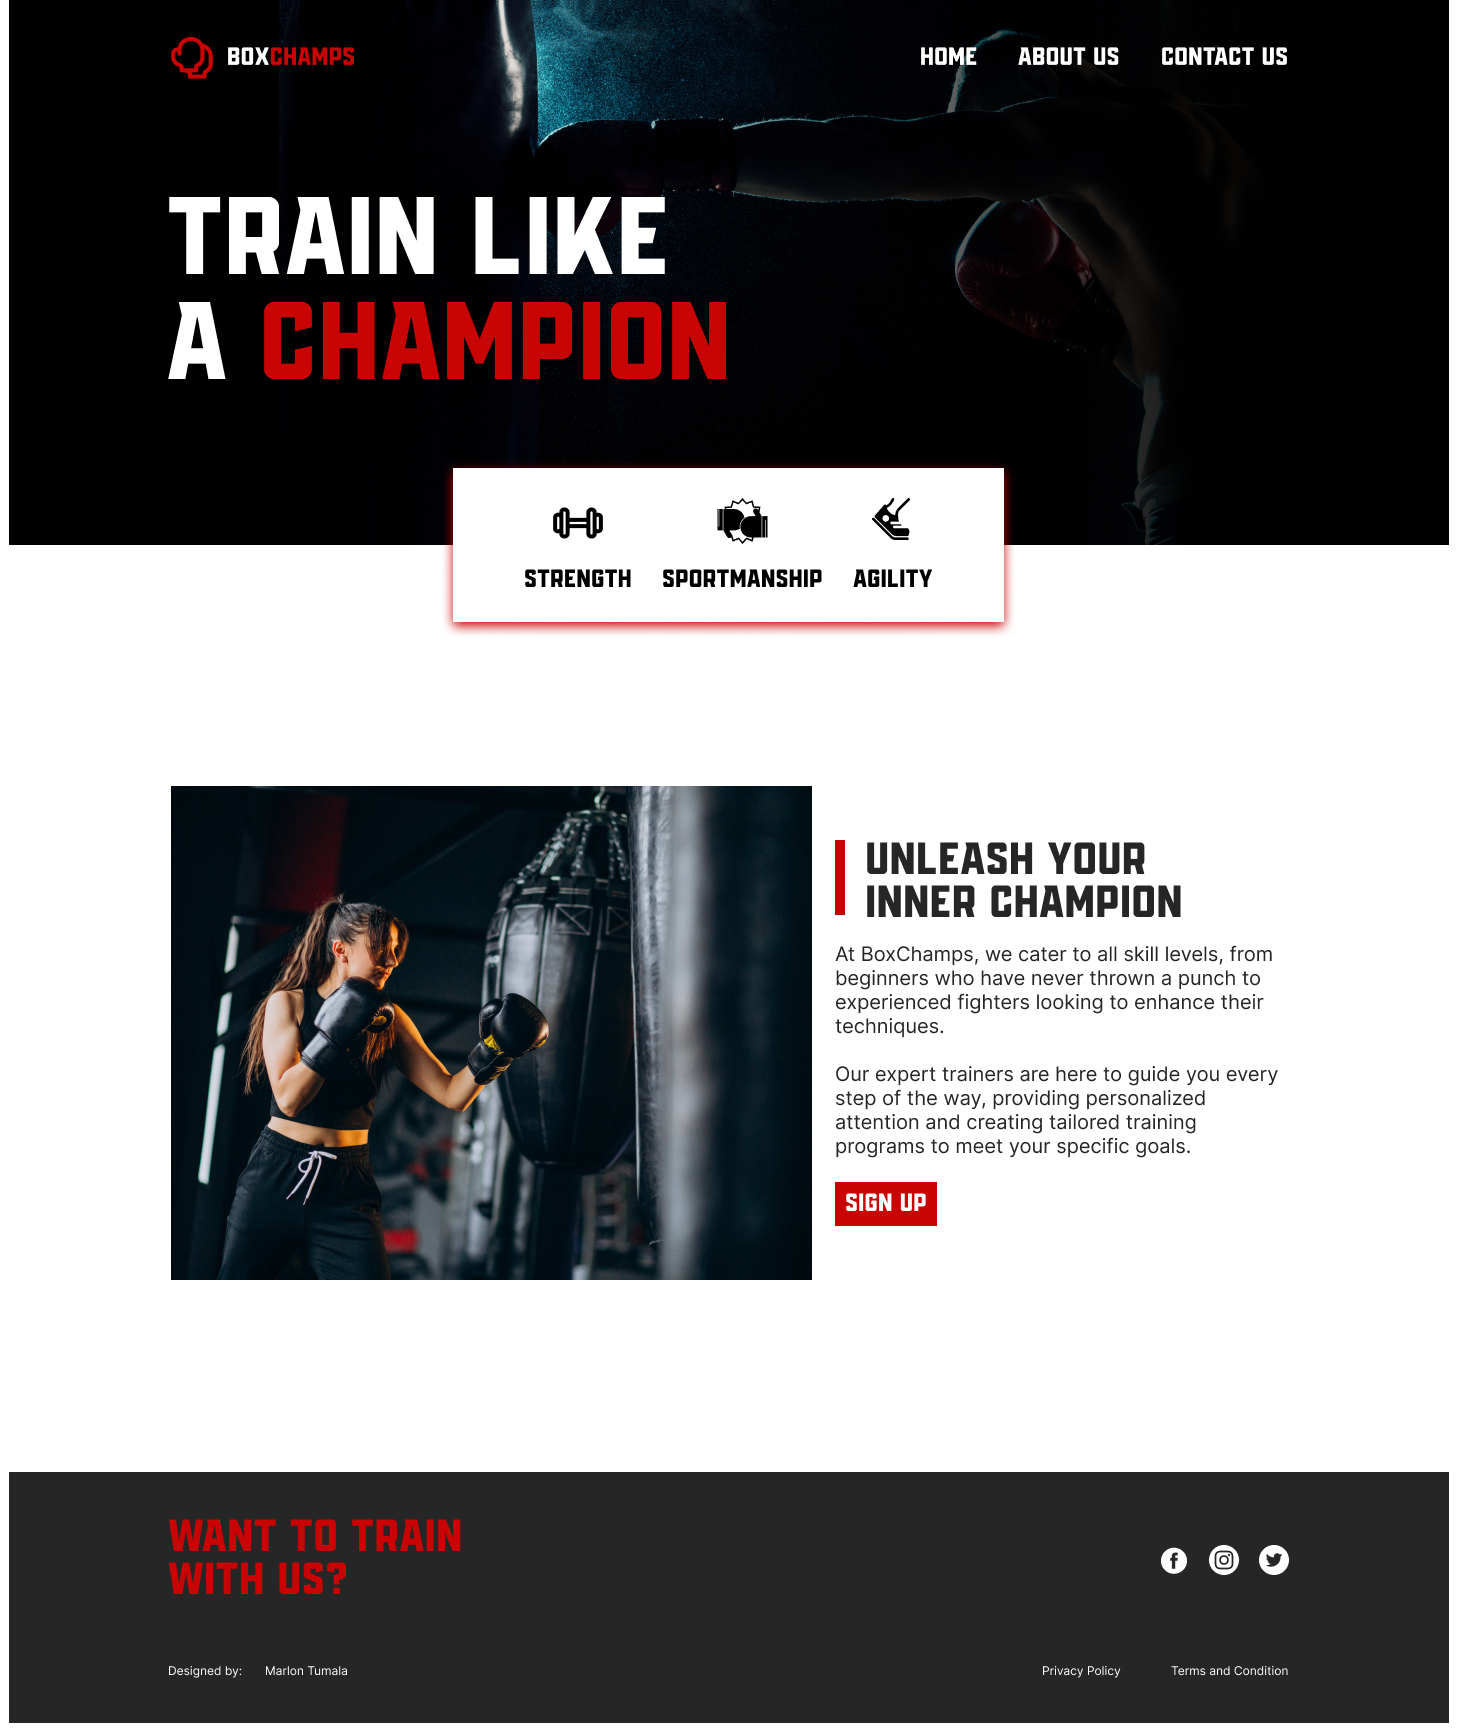 BOXCHAMPS
HOME
ABOUT US
CONTACT US
TRAIN LIKE
A CHAMPION
STRENGTH
SPORTMANSHIP
AGILITY
UNLEASH YOUR
INNER CHAMPION
At BoxChamps, we cater to all skill levels, from
beginners who have never thrown a punch to
experienced fighters looking to enhance their
techniques.
Our expert trainers are here to guide you every
step of the way, providing personalized
attention and creating tailored training
programs to meet your specific goals.
SIGN UP
WANT TO TRAIN
WITH US?
Designed by: Marlon Tumala
Privacy Policy
Terms and Condition